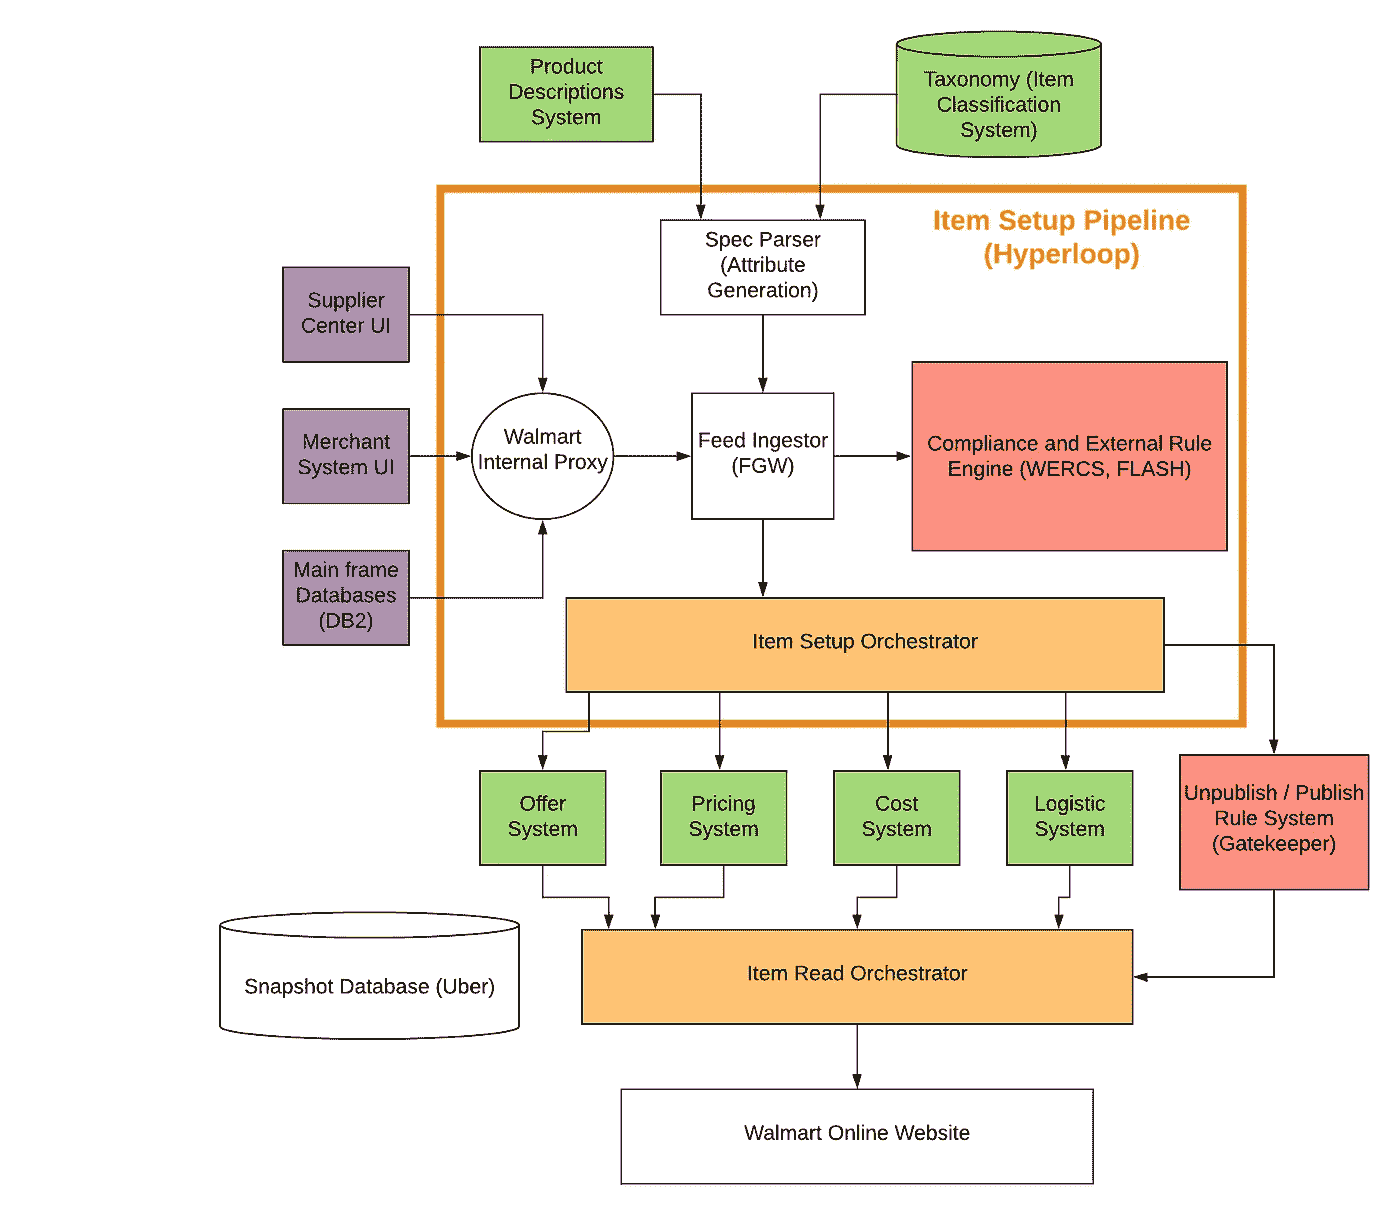 Product
Descriptions
System
Taxonomy (Item
Classification
System)
Item Setup Pipeline
(Hyperloop)
Spec Parser
(Attribute
Generation)
Supplier
Center UI
Merchant
System UI
Main frame
Databases
(DB2)
Walmart
Internal Proxy
Feed Ingestor
(FGW)
Compliance and External Rule
Engine (WERCS, FLASH)
Item Setup Orchestrator
Offer
System
Pricing
System
Cost
System
Logistic
System
Unpublish / Publish
Rule System
(Gatekeeper)
Snapshot Database (Uber)
Item Read Orchestrator
Walmart Online Website